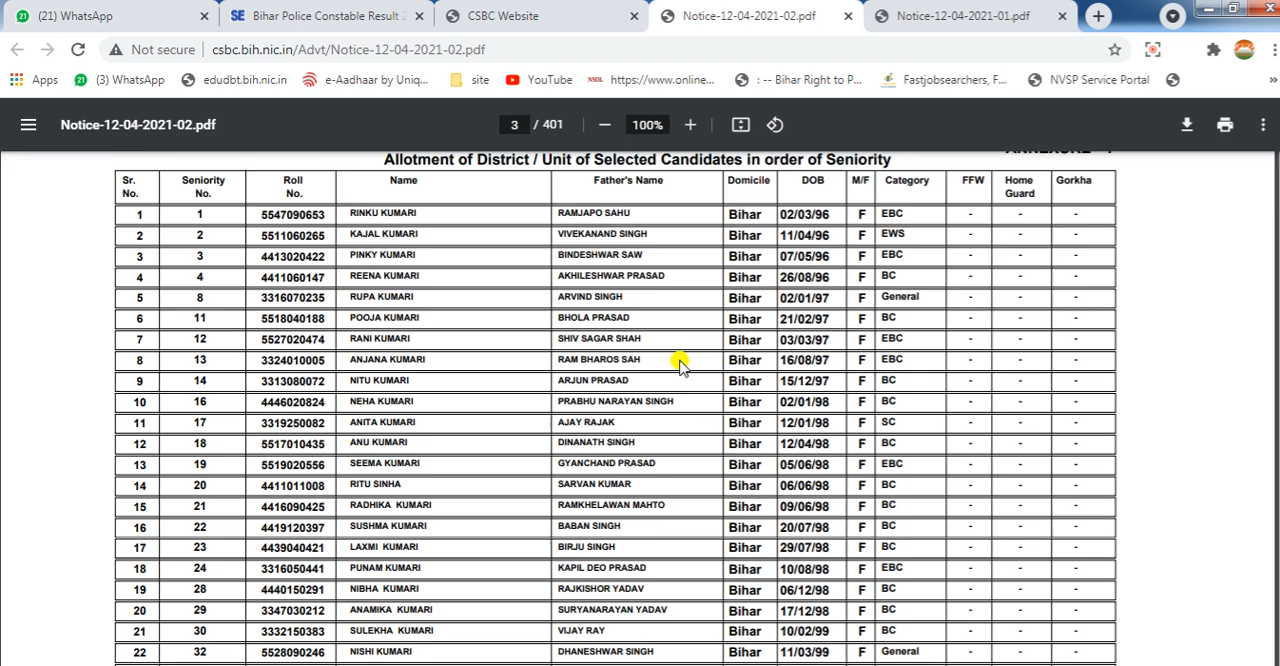 (21) WhatsApp × SE Bihar Police Constable Result 2 × CSBC Website × Notice-12-04-2021-02.pdf × Notice-12-04-2021-01.pdf ×
Not secure | csbc.bih.nic.in/Advt/Notice-12-04-2021-02.pdf
Apps 21 (3) WhatsApp edudbt.bih.nic.in e-Aadhaar by Uniq... site YouTube NSDL https://www.online... : -- Bihar Right to P... Fastjobsearchers, F... NVSP Service Portal »
Notice-12-04-2021-02.pdf 3 / 401 — 100% +
Allotment of District / Unit of Selected Candidates in order of Seniority
Sr. No. Seniority No. Roll No. Name Father's Name Domicile DOB M/F Category FFW Home Guard Gorkha
1 1 5547090653 RINKU KUMARI RAMJAPO SAHU Bihar 02/03/96 F EBC - - -
2 2 5511060265 KAJAL KUMARI VIVEKANAND SINGH Bihar 11/04/96 F EWS - - -
3 3 4413020422 PINKY KUMARI BINDESHWAR SAW Bihar 07/05/96 F EBC - - -
4 4 4411060147 REENA KUMARI AKHILESHWAR PRASAD Bihar 26/08/96 F BC - - -
5 8 3316070235 RUPA KUMARI ARVIND SINGH Bihar 02/01/97 F General - - -
6 11 5518040188 POOJA KUMARI BHOLA PRASAD Bihar 21/02/97 F BC - - -
7 12 5527020474 RANI KUMARI SHIV SAGAR SHAH Bihar 03/03/97 F EBC - - -
8 13 3324010005 ANJANA KUMARI RAM BHAROS SAH Bihar 16/08/97 F EBC - - -
9 14 3313080072 NITU KUMARI ARJUN PRASAD Bihar 15/12/97 F BC - - -
10 16 4446020824 NEHA KUMARI PRABHU NARAYAN SINGH Bihar 02/01/98 F BC - - -
11 17 3319250082 ANITA KUMARI AJAY RAJAK Bihar 12/01/98 F SC - - -
12 18 5517010435 ANU KUMARI DINANATH SINGH Bihar 12/04/98 F BC - - -
13 19 5519020556 SEEMA KUMARI GYANCHAND PRASAD Bihar 05/06/98 F EBC - - -
14 20 4411011008 RITU SINHA SARVAN KUMAR Bihar 06/06/98 F BC - - -
15 21 4416090425 RADHIKA KUMARI RAMKHELAWAN MAHTO Bihar 09/06/98 F BC - - -
16 22 4419120397 SUSHMA KUMARI BABAN SINGH Bihar 20/07/98 F BC - - -
17 23 4439040421 LAXMI KUMARI BIRJU SINGH Bihar 29/07/98 F BC - - -
18 24 3316050441 PUNAM KUMARI KAPIL DEO PRASAD Bihar 10/08/98 F EBC - - -
19 28 4440150291 NIBHA KUMARI RAJKISHOR YADAV Bihar 06/12/98 F BC - - -
20 29 3347030212 ANAMIKA KUMARI SURYANARAYAN YADAV Bihar 17/12/98 F BC - - -
21 30 3332150383 SULEKHA KUMARI VIJAY RAY Bihar 10/02/99 F BC - - -
22 32 5528090246 NISHI KUMARI DHANESHWAR SINGH Bihar 11/03/99 F General - - -